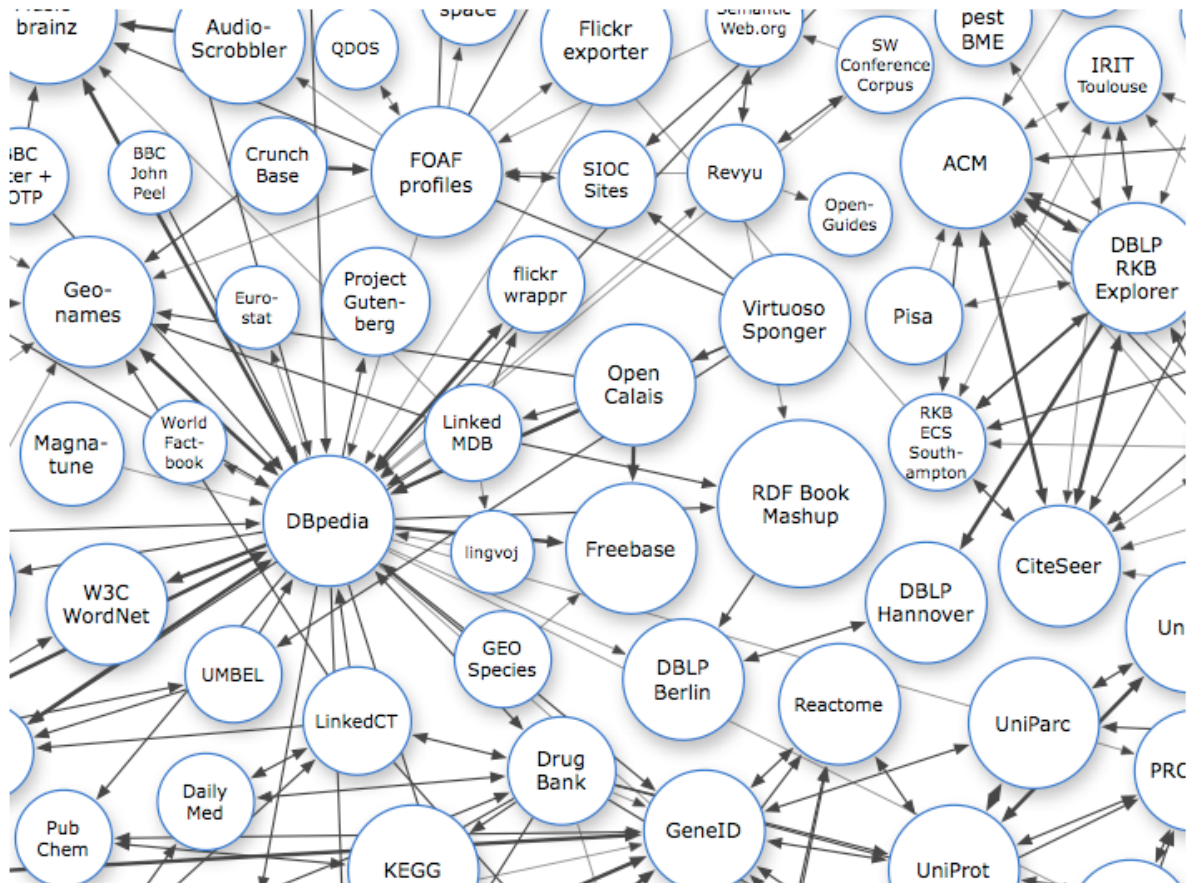 brainz
Audio-
Scrobbler
QDOS
space
Flickr
exporter
Semantic
Web.org
SW
Conference
Corpus
pest
BME
IRIT
Toulouse
OTP
BBC
John
Peel
Crunch
Base
FOAF
profiles
SIOC
Sites
Revyu
Open-
Guides
ACM
DBLP
RKB
Explorer
Geo-
names
Euro-
stat
Project
Guten-
berg
flickr
wrappr
Virtuoso
Sponger
Pisa
Open
Calais
Magna-
tune
World
Fact-
book
Linked
MDB
RKB
ECS
South-
ampton
DBpedia
lingvoj
Freebase
RDF Book
Mashup
CiteSeer
W3C
WordNet
DBLP
Hannover
Un
UMBEL
GEO
Species
DBLP
Berlin
Reactome
UniParc
LinkedCT
Drug
Bank
PRO
Daily
Med
Pub
Chem
KEGG
GeneID
UniProt